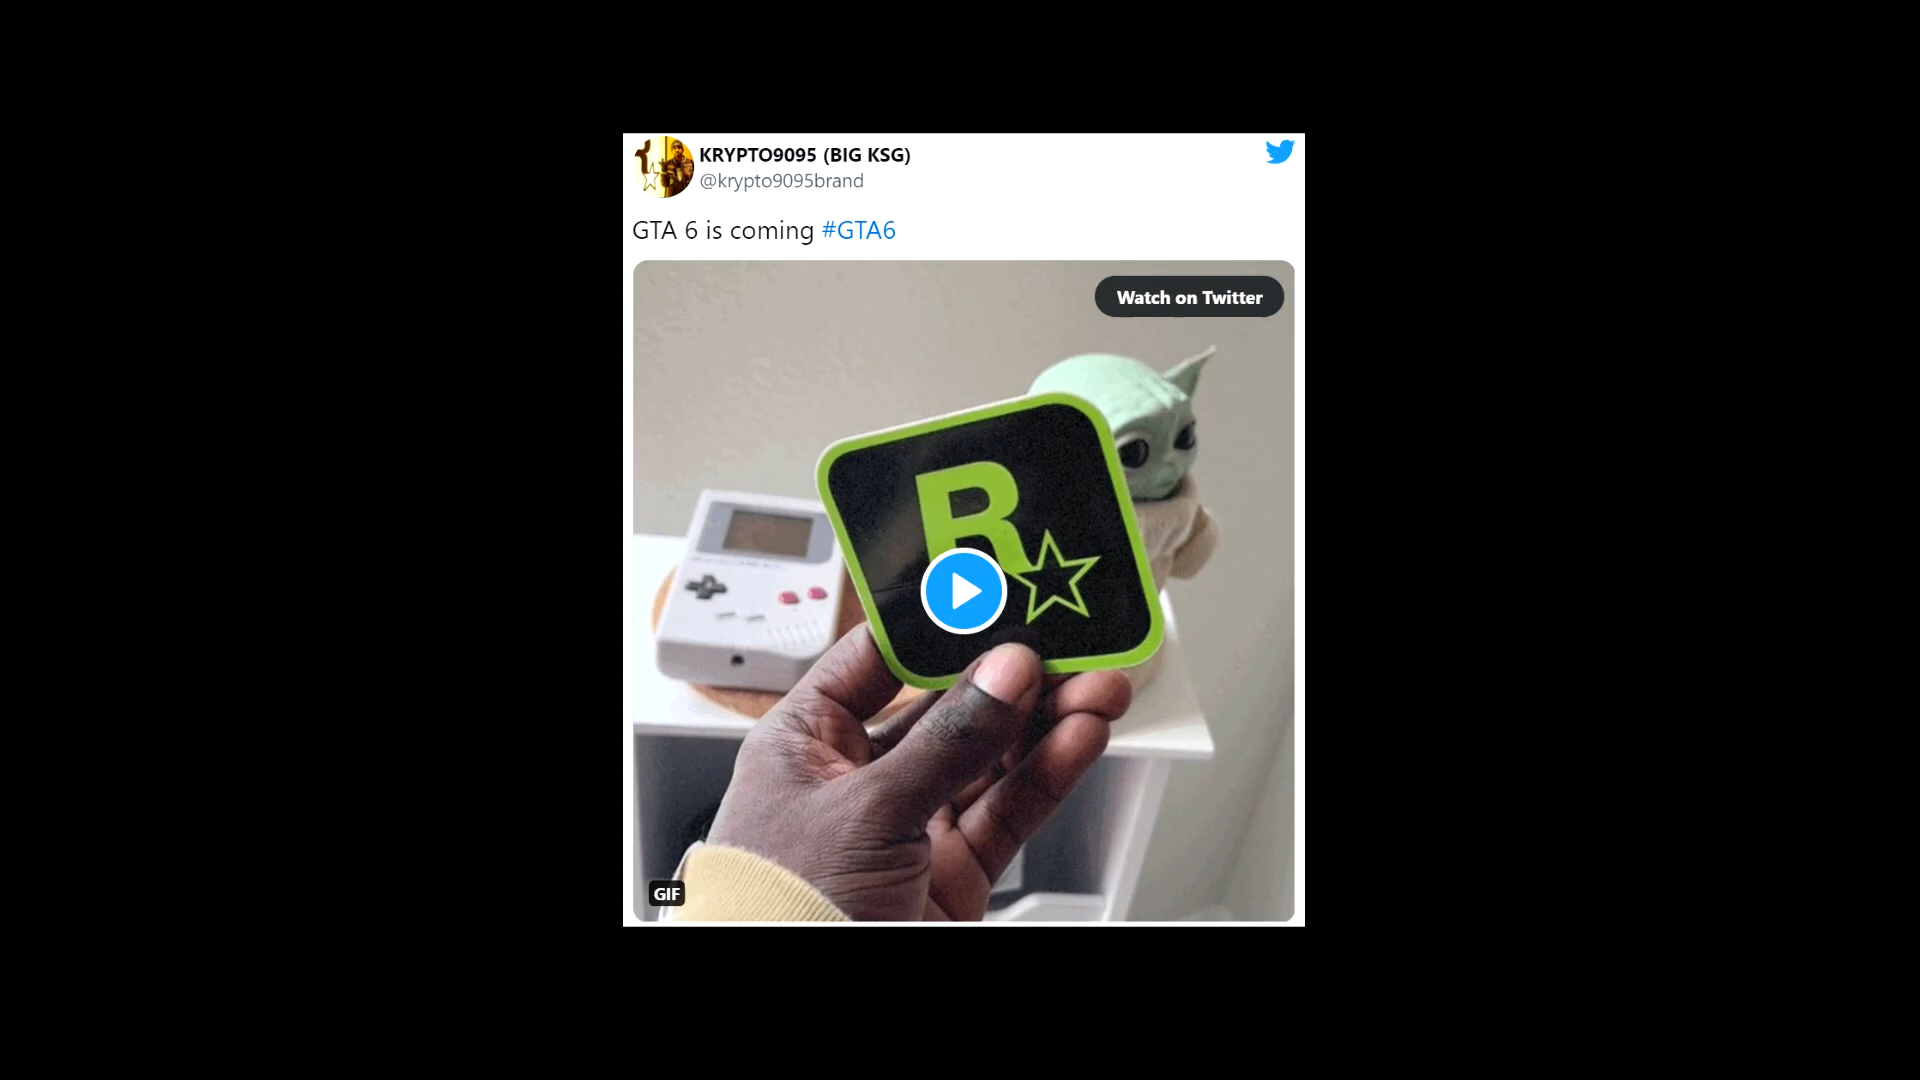 KRYPTO9095 (BIG KSG)
@krypto9095brand
GTA 6 is coming #GTA6
Watch on Twitter
R
GIF